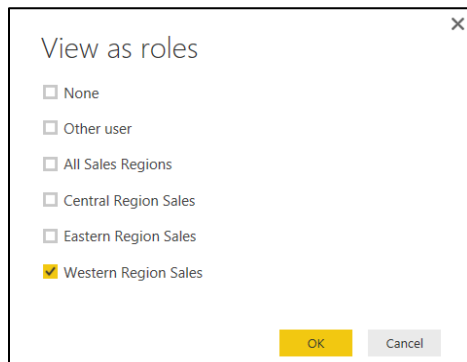 View as roles
None
Other user
All Sales Regions
Central Region Sales
Eastern Region Sales
Western Region Sales
OK Cancel